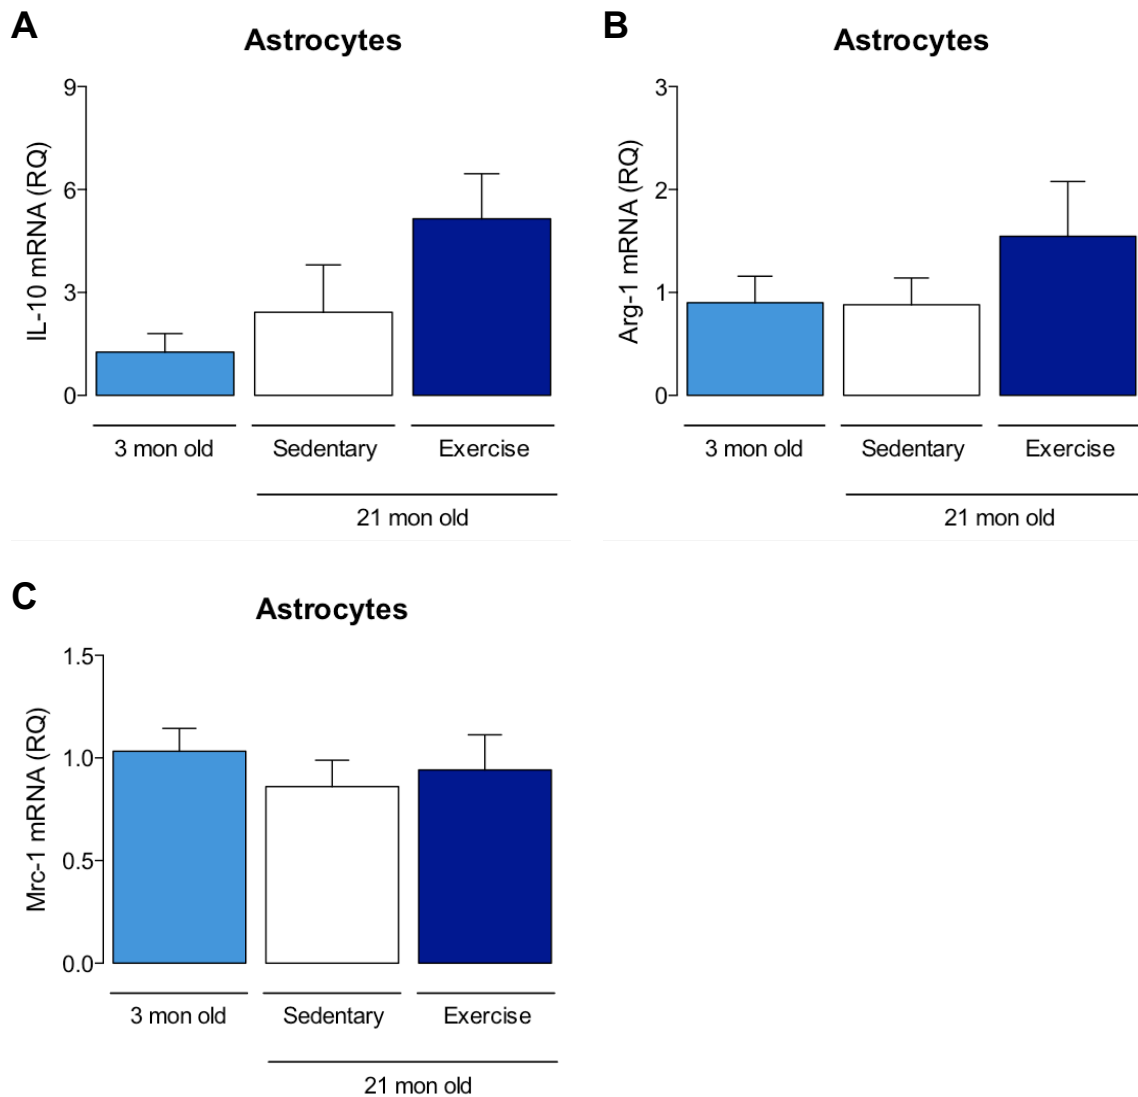 A
Astrocytes
IL-10 mRNA (RQ)
9
6
3
0
3 mon old
Sedentary
Exercise
21 mon old
B
Astrocytes
Arg-1 mRNA (RQ)
3
2
1
0
3 mon old
Sedentary
Exercise
21 mon old
C
Astrocytes
Mrc-1 mRNA (RQ)
1.5
1.0
0.5
0.0
3 mon old
Sedentary
Exercise
21 mon old